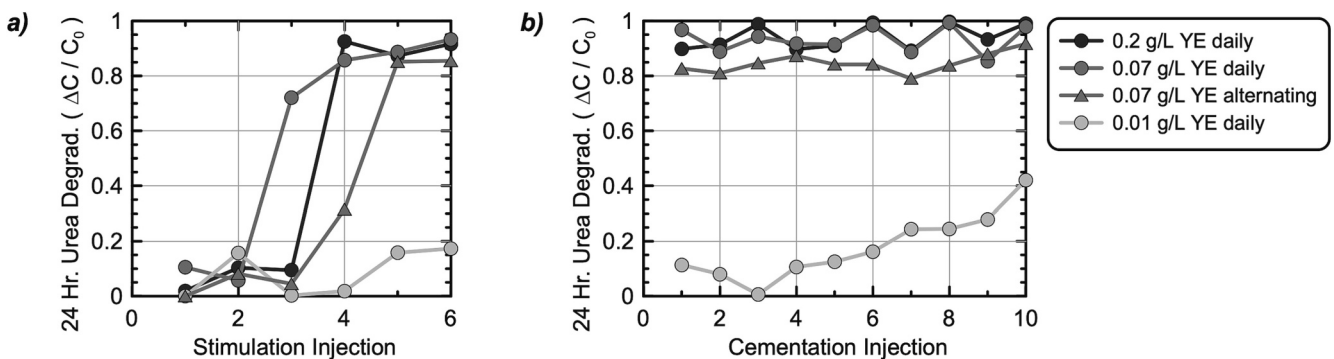 a)
24 Hr. Urea Degrad. ( ΔC / C₀ )
1
0.8
0.6
0.4
0.2
0
0 2 4 6
Stimulation Injection
b)
24 Hr. Urea Degrad. ( ΔC / C₀ )
1
0.8
0.6
0.4
0.2
0
0 2 4 6 8 10
Cementation Injection
0.2 g/L YE daily
0.07 g/L YE daily
0.07 g/L YE alternating
0.01 g/L YE daily